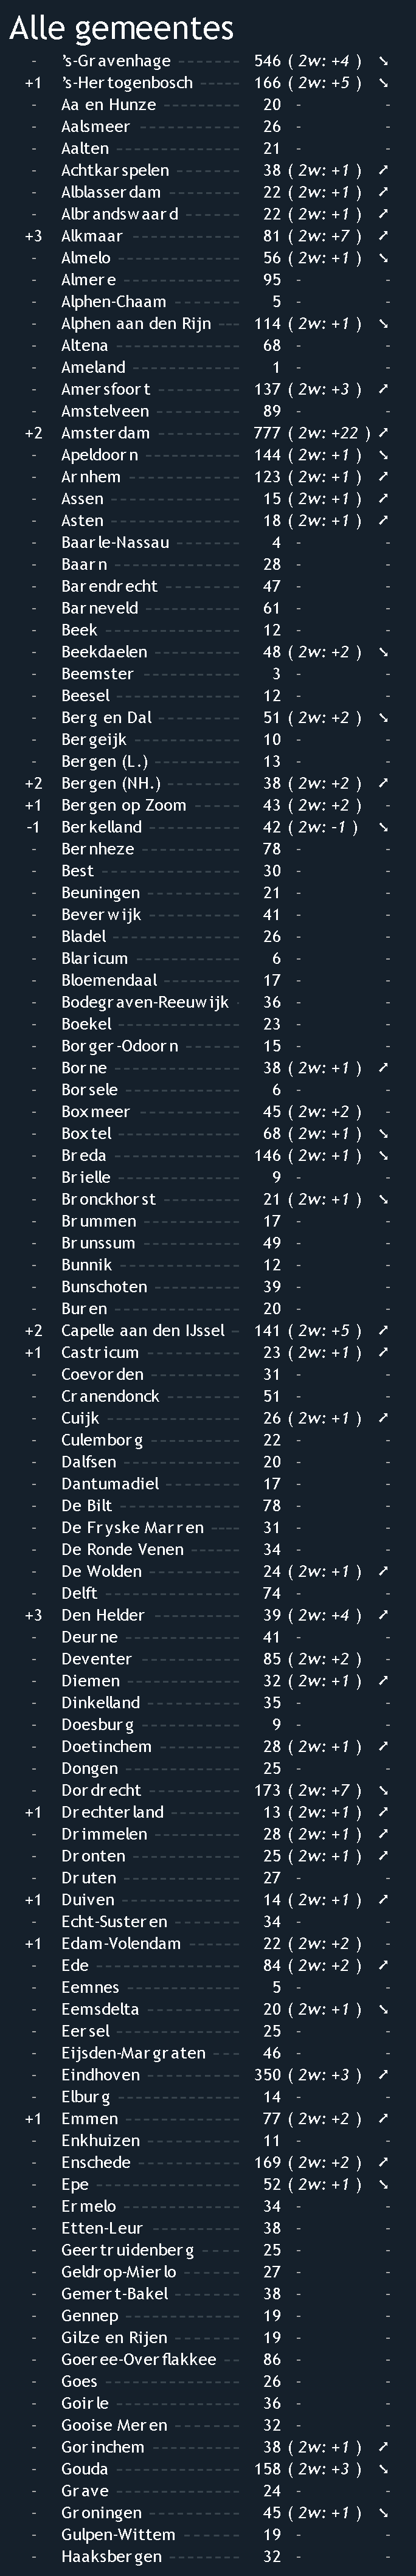 Alle gemeentes
- 's-Gravenhage 546 ( 2w: +4 ) ↘
+1 's-Hertogenbosch 166 ( 2w: +5 ) ↘
- Aa en Hunze 20 - -
- Aalsmeer 26 - -
- Aalten 21 - -
- Achtkarspelen 38 ( 2w: +1 ) ↗
- Alblasserdam 22 ( 2w: +1 ) ↗
- Albrandswaard 22 ( 2w: +1 ) ↗
+3 Alkmaar 81 ( 2w: +7 ) ↗
- Almelo 56 ( 2w: +1 ) ↘
- Almere 95 - -
- Alphen-Chaam 5 - -
- Alphen aan den Rijn 114 ( 2w: +1 ) ↘
- Altena 68 - -
- Ameland 1 - -
- Amersfoort 137 ( 2w: +3 ) ↗
- Amstelveen 89 - -
+2 Amsterdam 777 ( 2w: +22 ) ↗
- Apeldoorn 144 ( 2w: +1 ) ↘
- Arnhem 123 ( 2w: +1 ) ↗
- Assen 15 ( 2w: +1 ) ↗
- Asten 18 ( 2w: +1 ) ↗
- Baarle-Nassau 4 - -
- Baarn 28 - -
- Barendrecht 47 - -
- Barneveld 61 - -
- Beek 12 - -
- Beekdaelen 48 ( 2w: +2 ) ↘
- Beemster 3 - -
- Beesel 12 - -
- Berg en Dal 51 ( 2w: +2 ) ↘
- Bergeijk 10 - -
- Bergen (L.) 13 - -
+2 Bergen (NH.) 38 ( 2w: +2 ) ↗
+1 Bergen op Zoom 43 ( 2w: +2 ) -
-1 Berkelland 42 ( 2w: -1 ) ↘
- Bernheze 78 - -
- Best 30 - -
- Beuningen 21 - -
- Beverwijk 41 - -
- Bladel 26 - -
- Blaricum 6 - -
- Bloemendaal 17 - -
- Bodegraven-Reeuwijk 36 - -
- Boekel 23 - -
- Borger-Odoorn 15 - -
- Borne 38 ( 2w: +1 ) ↗
- Borsele 6 - -
- Boxmeer 45 ( 2w: +2 ) -
- Boxtel 68 ( 2w: +1 ) ↘
- Breda 146 ( 2w: +1 ) ↘
- Brielle 9 - -
- Bronckhorst 21 ( 2w: +1 ) ↘
- Brummen 17 - -
- Brunssum 49 - -
- Bunnik 12 - -
- Bunschoten 39 - -
- Buren 20 - -
+2 Capelle aan den IJssel 141 ( 2w: +5 ) ↗
+1 Castricum 23 ( 2w: +1 ) ↗
- Coevorden 31 - -
- Cranendonck 51 - -
- Cuijk 26 ( 2w: +1 ) ↗
- Culemborg 22 - -
- Dalfsen 20 - -
- Dantumadiel 17 - -
- De Bilt 78 - -
- De Fryske Marren 31 - -
- De Ronde Venen 34 - -
- De Wolden 24 ( 2w: +1 ) ↗
- Delft 74 - -
+3 Den Helder 39 ( 2w: +4 ) ↗
- Deurne 41 - -
- Deventer 85 ( 2w: +2 ) -
- Diemen 32 ( 2w: +1 ) ↗
- Dinkelland 35 - -
- Doesburg 9 - -
- Doetinchem 28 ( 2w: +1 ) ↗
- Dongen 25 - -
- Dordrecht 173 ( 2w: +7 ) ↘
+1 Drechterland 13 ( 2w: +1 ) ↗
- Drimmelen 28 ( 2w: +1 ) ↗
- Dronten 25 ( 2w: +1 ) ↗
- Druten 27 - -
+1 Duiven 14 ( 2w: +1 ) ↗
- Echt-Susteren 34 - -
+1 Edam-Volendam 22 ( 2w: +2 ) -
- Ede 84 ( 2w: +2 ) ↗
- Eemnes 5 - -
- Eemsdelta 20 ( 2w: +1 ) ↘
- Eersel 25 - -
- Eijsden-Margraten 46 - -
- Eindhoven 350 ( 2w: +3 ) ↗
- Elburg 14 - -
+1 Emmen 77 ( 2w: +2 ) ↗
- Enkhuizen 11 - -
- Enschede 169 ( 2w: +2 ) ↗
- Epe 52 ( 2w: +1 ) ↘
- Ermelo 34 - -
- Etten-Leur 38 - -
- Geertruidenberg 25 - -
- Geldrop-Mierlo 27 - -
- Gemert-Bakel 38 - -
- Gennep 19 - -
- Gilze en Rijen 19 - -
- Goeree-Overflakkee 86 - -
- Goes 26 - -
- Goirle 36 - -
- Gooise Meren 32 - -
- Gorinchem 38 ( 2w: +1 ) ↗
- Gouda 158 ( 2w: +3 ) ↘
- Grave 24 - -
- Groningen 45 ( 2w: +1 ) ↘
- Gulpen-Wittem 19 - -
- Haaksbergen 32 - -